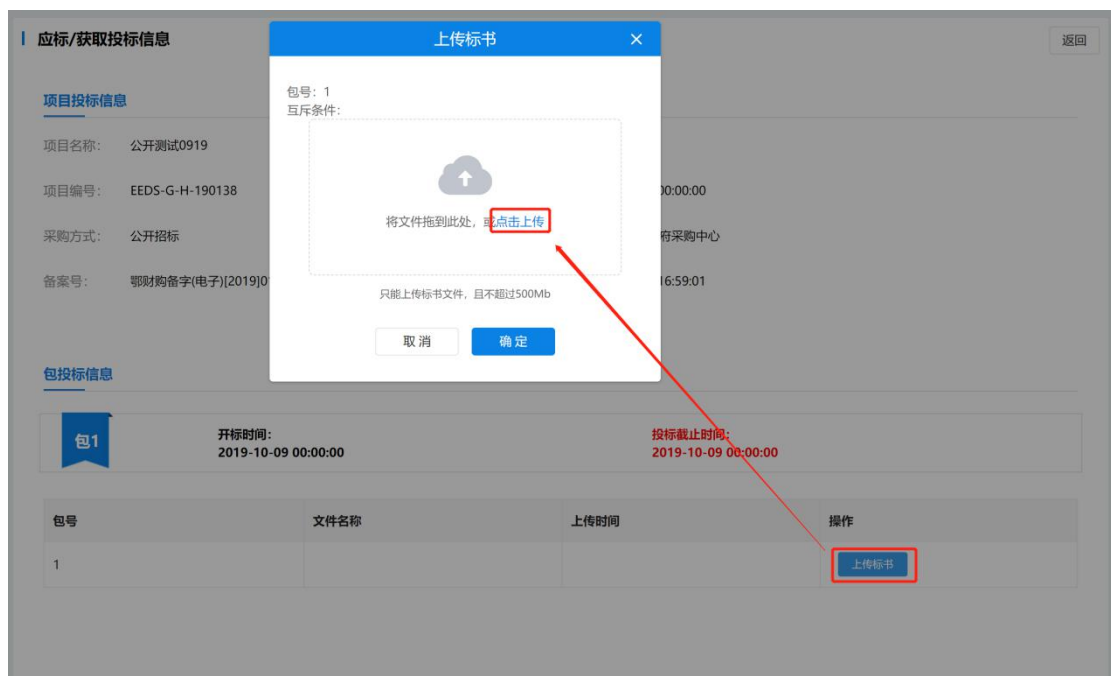 应标/获取投标信息
返回
上传标书
包号：1
互斥条件：
将文件拖到此处，或点击上传
只能上传标书文件，且不超过500Mb
取消
确定
项目投标信息
项目名称： 公开测试0919
项目编号： EEDS-G-H-190138
00:00:00
采购方式： 公开招标
府采购中心
备案号： 鄂财购备字(电子)[2019]0
16:59:01
包投标信息
包1
开标时间：
2019-10-09 00:00:00
投标截止时间：
2019-10-09 00:00:00
包号 文件名称 上传时间 操作
1 上传标书